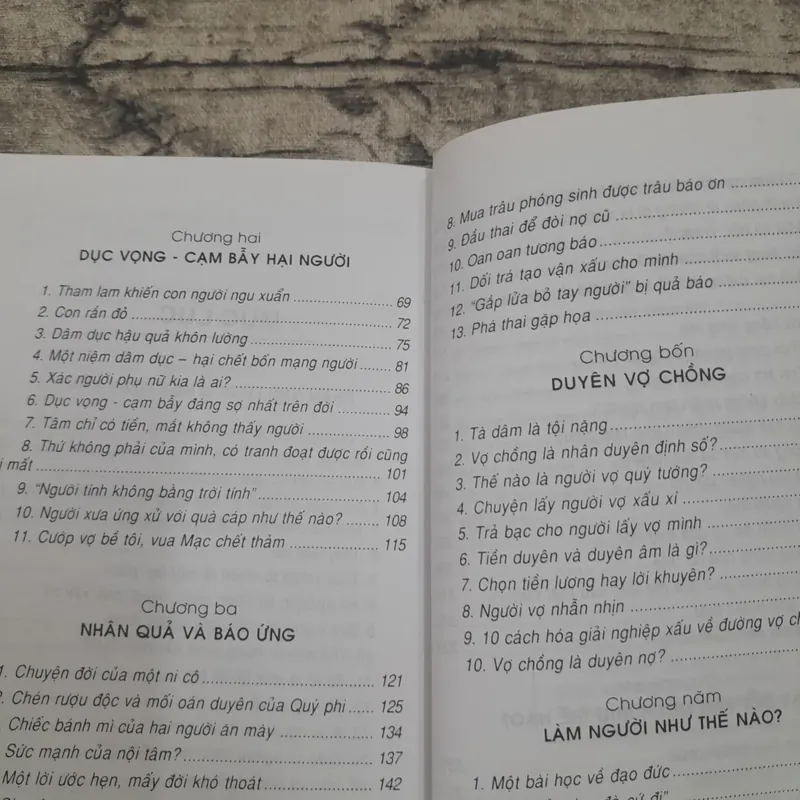 Chương hai
DỤC VỌNG - CẠM BẪY HẠI NGƯỜI
1. Tham lam khiến con người ngu xuẩn 69
2. Con rắn đỏ 72
3. Dâm dục hậu quả khôn lường 75
4. Một niệm dâm dục – hại chết bốn mạng người 81
5. Xác người phụ nữ kia là ai? 86
6. Dục vọng - cạm bẫy đáng sợ nhất trên đời 94
7. Tâm chỉ có tiền, mắt không thấy người 98
8. Thứ không phải của mình, có tranh đoạt được rồi cũng
mất 101
9. "Người tính không bằng trời tính" 104
10. Người xưa ứng xử với quà cáp như thế nào? 108
11. Cướp vợ bề tôi, vua Mạc chết thảm 115
Chương ba
NHÂN QUẢ VÀ BÁO ỨNG
1. Chuyện đời của một ni cô 121
2. Chén rượu độc và mối oán duyên của Quý phi 125
Chiếc bánh mì của hai người ăn mày 134
Sức mạnh của nội tâm? 137
Một lời ước hẹn, mấy đời khó thoát 142
8. Mua trâu phóng sinh được trâu báo ơn
9. Đầu thai để đòi nợ cũ
10. Oan oan tương báo
11. Dối trá tạo vận xấu cho mình
12. "Gắp lửa bỏ tay người" bị quả báo
13. Phá thai gặp họa
Chương bốn
DUYÊN VỢ CHỒNG
1. Tà dâm là tội nặng
2. Vợ chồng là nhân duyên định số?
3. Thế nào là người vợ quý tướng?
4. Chuyện lấy người vợ xấu xí
5. Trả bạc cho người lấy vợ mình
6. Tiền duyên và duyên âm là gì?
7. Chọn tiền lương hay lời khuyên?
8. Người vợ nhẫn nhịn
9. 10 cách hóa giải nghiệp xấu về đường vợ
10. Vợ chồng là duyên nợ?
Chương năm
LÀM NGƯỜI NHƯ THẾ NÀO?
1. Một bài học về đạo đức